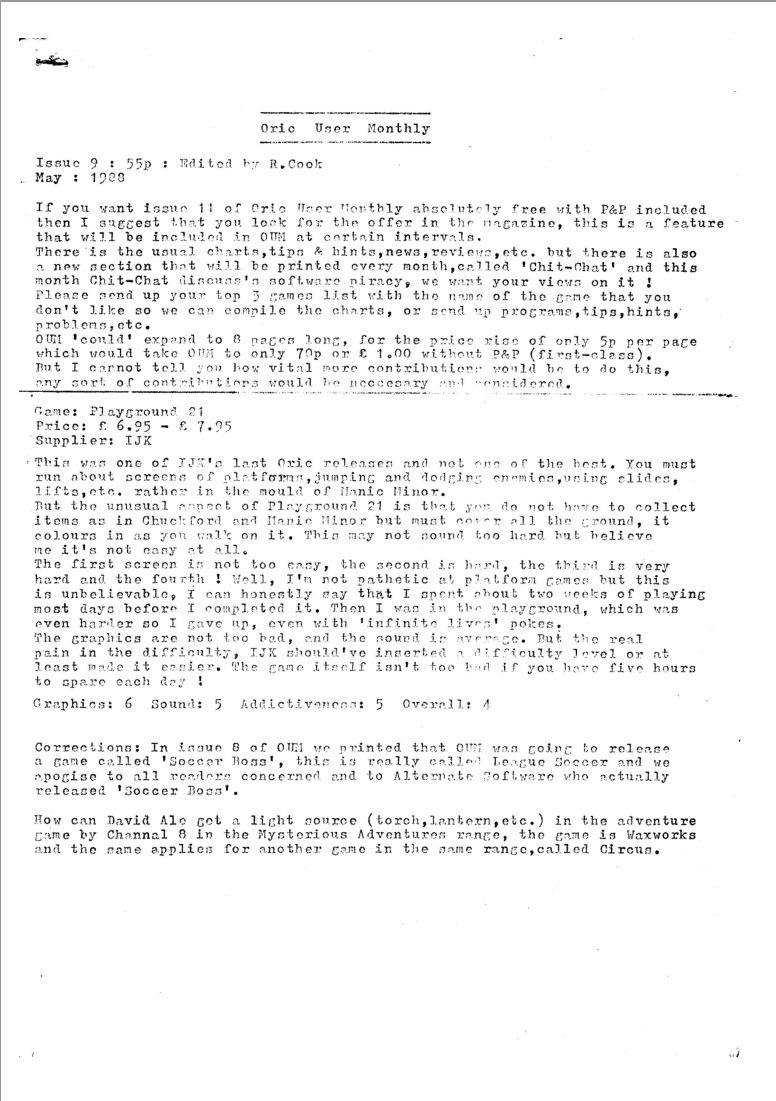 Oric User Monthly
Issue 9 : 55p : Edited by R.Cook
May : 1988
If you want issue 11 of Oric User Monthly absolutely free with P&P included
then I suggest that you look for the offer in the magazine, this is a feature
that will be included in OUM at certain intervals.
There is the usual charts,tips & hints,news,reviews,etc. but there is also
a new section that will be printed every month,called 'Chit-Chat' and this
month Chit-Chat discuss's software piracy, we want your views on it !
Please send up your top 3 games list with the name of the game that you
don't like so we can compile the charts, or send up programs,tips,hints,
problems,etc.
OUM 'could' expand to 8 pages long, for the price rise of only 5p per page
which would take OUM to only 70p or £ 1.00 without P&P (first-class).
But I cannot tell you how vital more contributions would be to do this,
any sort of contributions would be neccesary and considered.
Game: Playground 21
Price: £ 6.95 - £ 7.95
Supplier: IJK
This was one of IJK's last Oric releases and not one of the best. You must
run about screens of platforms,jumping and dodging enemies,using slides,
lifts,etc. rather in the mould of Manic Minor.
But the unusual aspect of Playground 21 is that you do not have to collect
items as in Chuckford and Manic Minor but must cover all the ground, it
colours in as you walk on it. This may not sound too hard but believe
me it's not easy at all.
The first screen is not too easy, the second is hard, the third is very
hard and the fourth ! Well, I'm not pathetic at platform games but this
is unbelievable, I can honestly say that I spent about two weeks of playing
most days before I completed it. Then I was in the playground, which was
even harder so I gave up, even with 'infinite lives' pokes.
The graphics are not too bad, and the sound is average. But the real
pain in the difficulty, IJK should've inserted a difficulty level or at
least made it easier. The game itself isn't too bad if you have five hours
to spare each day !
Graphics: 6 Sound: 5 Addictiveness: 5 Overall: 4
Corrections: In issue 8 of OUM we printed that OUM was going to release
a game called 'Soccer Boss', this is really called League Soccer and we
apogise to all readers concerned and to Alternate Software who actually
released 'Soccer Boss'.
How can David Ale get a light source (torch,lantern,etc.) in the adventure
game by Channal 8 in the Mysterious Adventures range, the game is Waxworks
and the same applies for another game in the same range,called Circus.